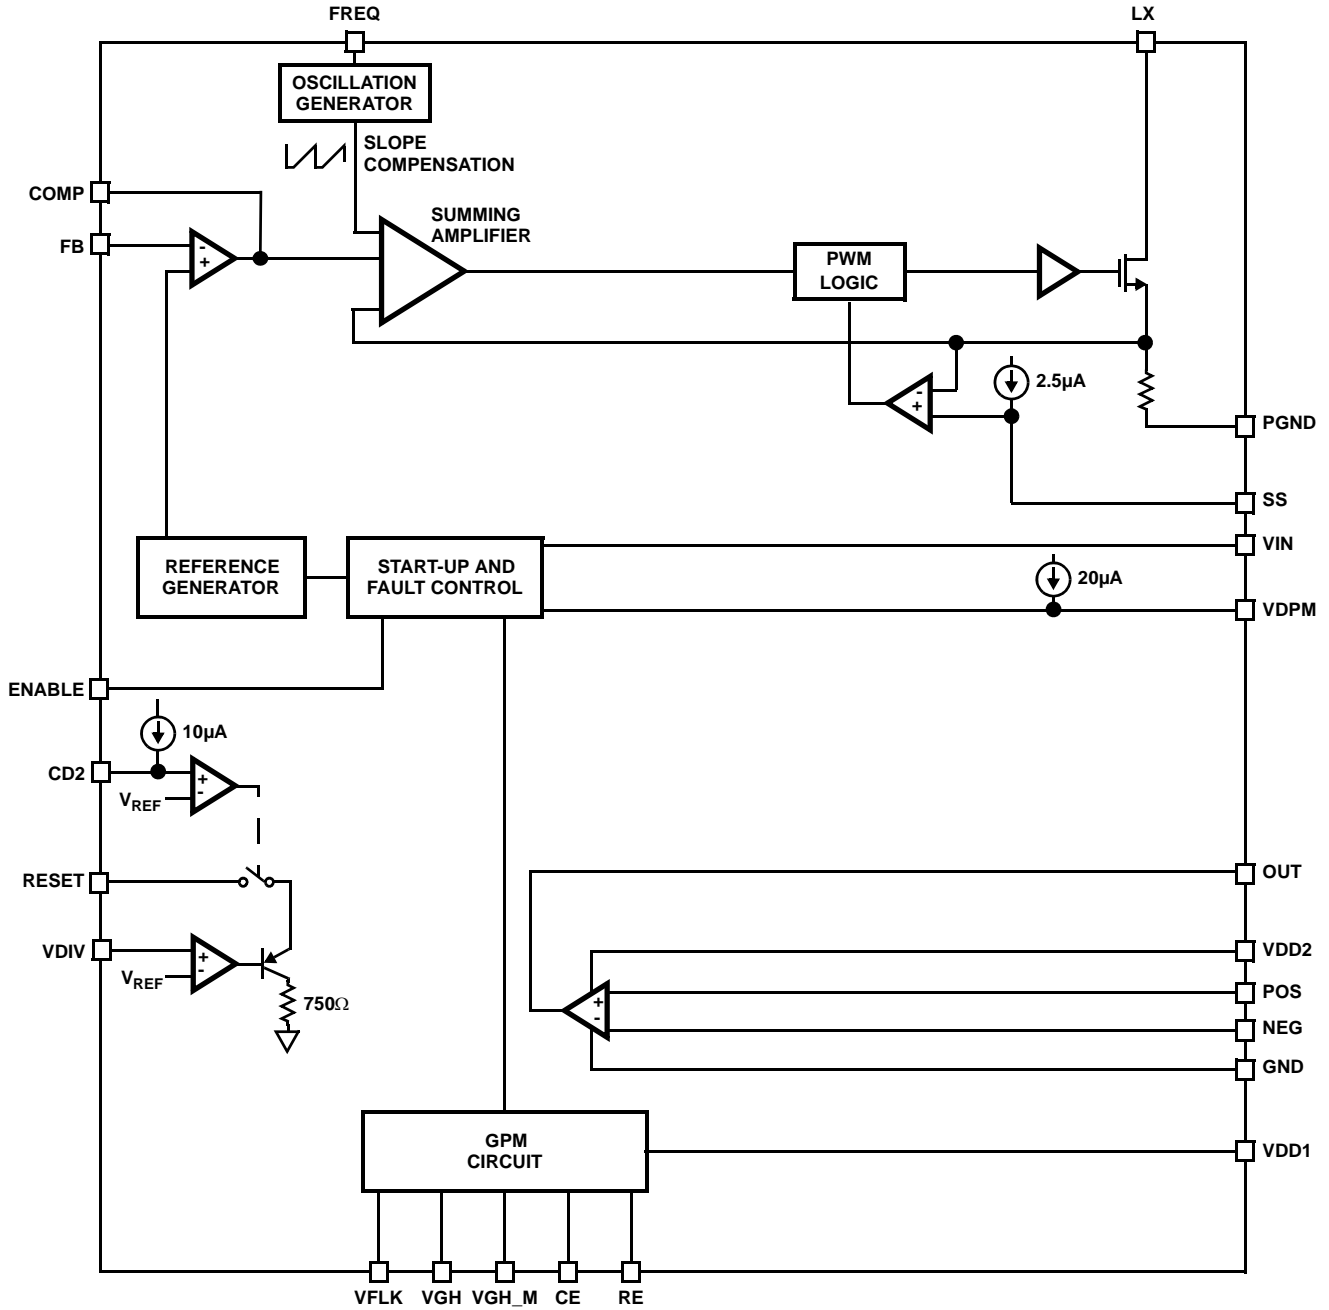 FREQ
LX
OSCILLATION
GENERATOR
SLOPE
COMPENSATION
COMP
SUMMING
AMPLIFIER
FB
-
+
PWM
LOGIC
2.5µA
-
+
PGND
SS
VIN
REFERENCE
GENERATOR
START-UP AND
FAULT CONTROL
20µA
VDPM
ENABLE
10µA
CD2
+
-
VREF
RESET
OUT
VDIV
+
-
VREF
VDD2
750Ω
+
-
POS
NEG
GND
GPM
CIRCUIT
VDD1
VFLK
VGH
VGH_M
CE
RE